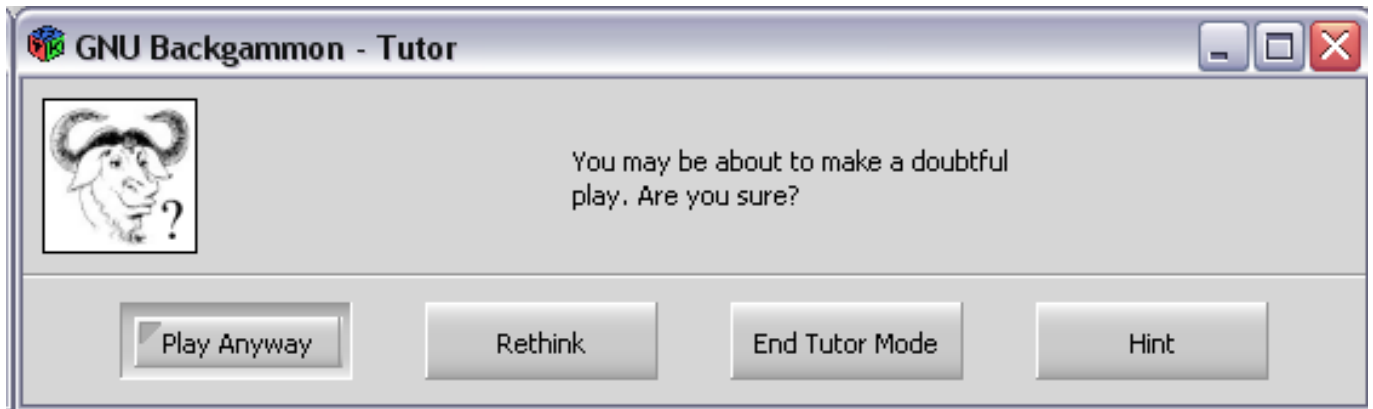 GNU Backgammon - Tutor
?
You may be about to make a doubtful
play. Are you sure?
Play Anyway
Rethink
End Tutor Mode
Hint